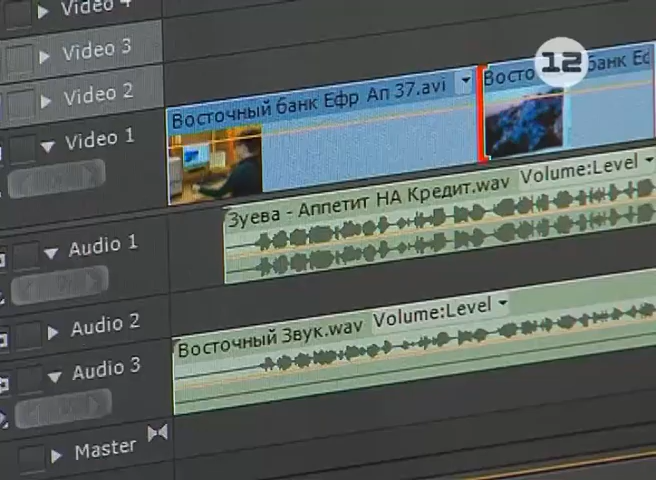 Video 4
Video 3
Video 2
Video 1
Восточный банк Ефр Ап 37.avi
Восто
банк Е
12
Зуева - Аппетит НА Кредит.wav Volume:Level
Audio 1
Audio 2
Восточный Звук.wav Volume:Level
Audio 3
Master